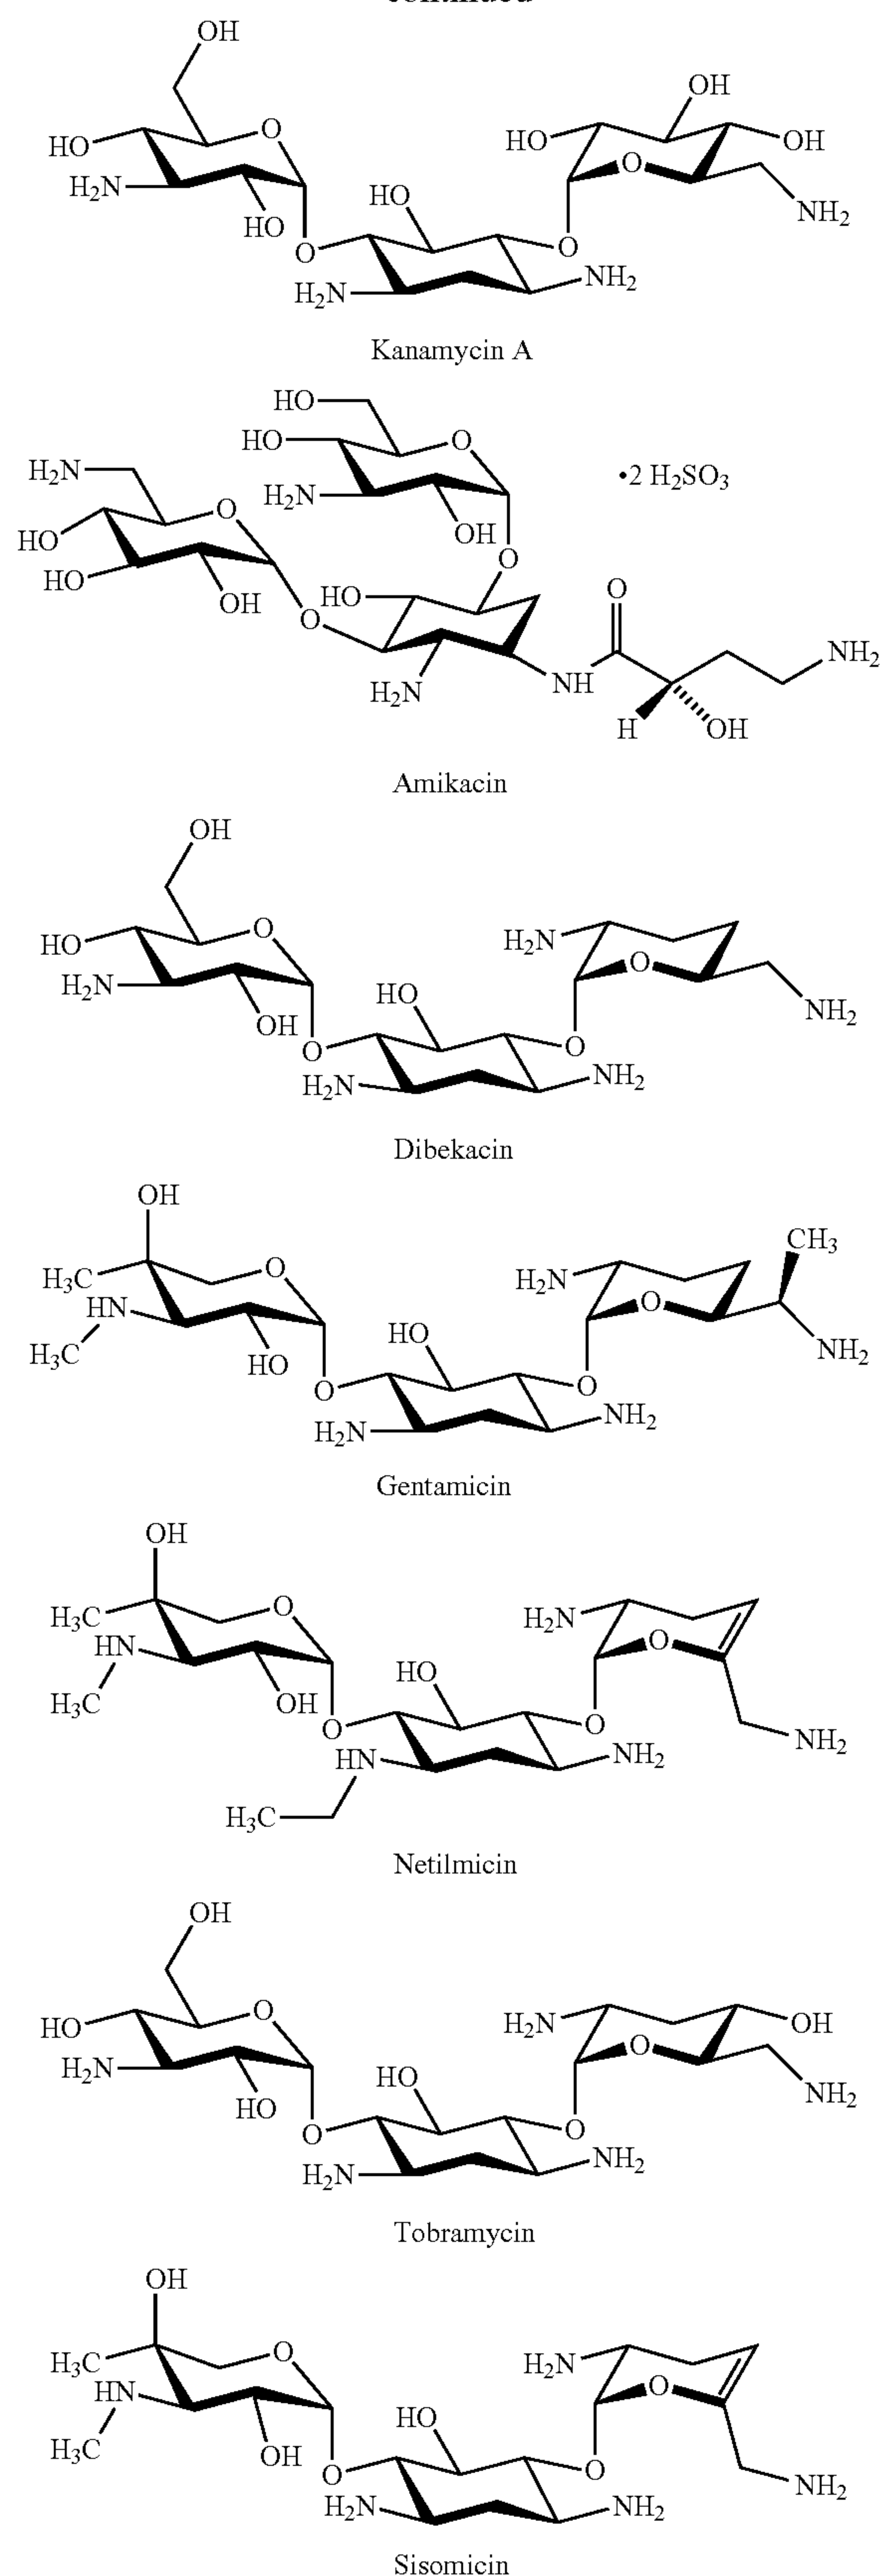 OH
OH
HO
O
HO
OH
H₂N
O
HO
HO
NH₂
O
O
H₂N
NH₂
Kanamycin A
HO
HO
O
•2 H₂SO₃
H₂N
H₂N
O
OH
HO
O
HO
O
OH
HO
O
NH₂
NH
H₂N
H
OH
Amikacin
OH
HO
O
H₂N
O
H₂N
HO
NH₂
OH
O
O
H₂N
NH₂
Dibekacin
OH
CH₃
H₃C
O
H₂N
HN
O
H₃C
HO
HO
NH₂
O
O
H₂N
NH₂
Gentamicin
OH
H₃C
O
H₂N
HN
O
H₃C
OH
HO
O
O
NH₂
HN
NH₂
H₃C
Netilmicin
OH
HO
O
H₂N
OH
H₂N
O
HO
HO
NH₂
O
O
H₂N
NH₂
Tobramycin
OH
H₃C
O
H₂N
HN
O
H₃C
OH
HO
O
O
NH₂
H₂N
NH₂
Sisomicin